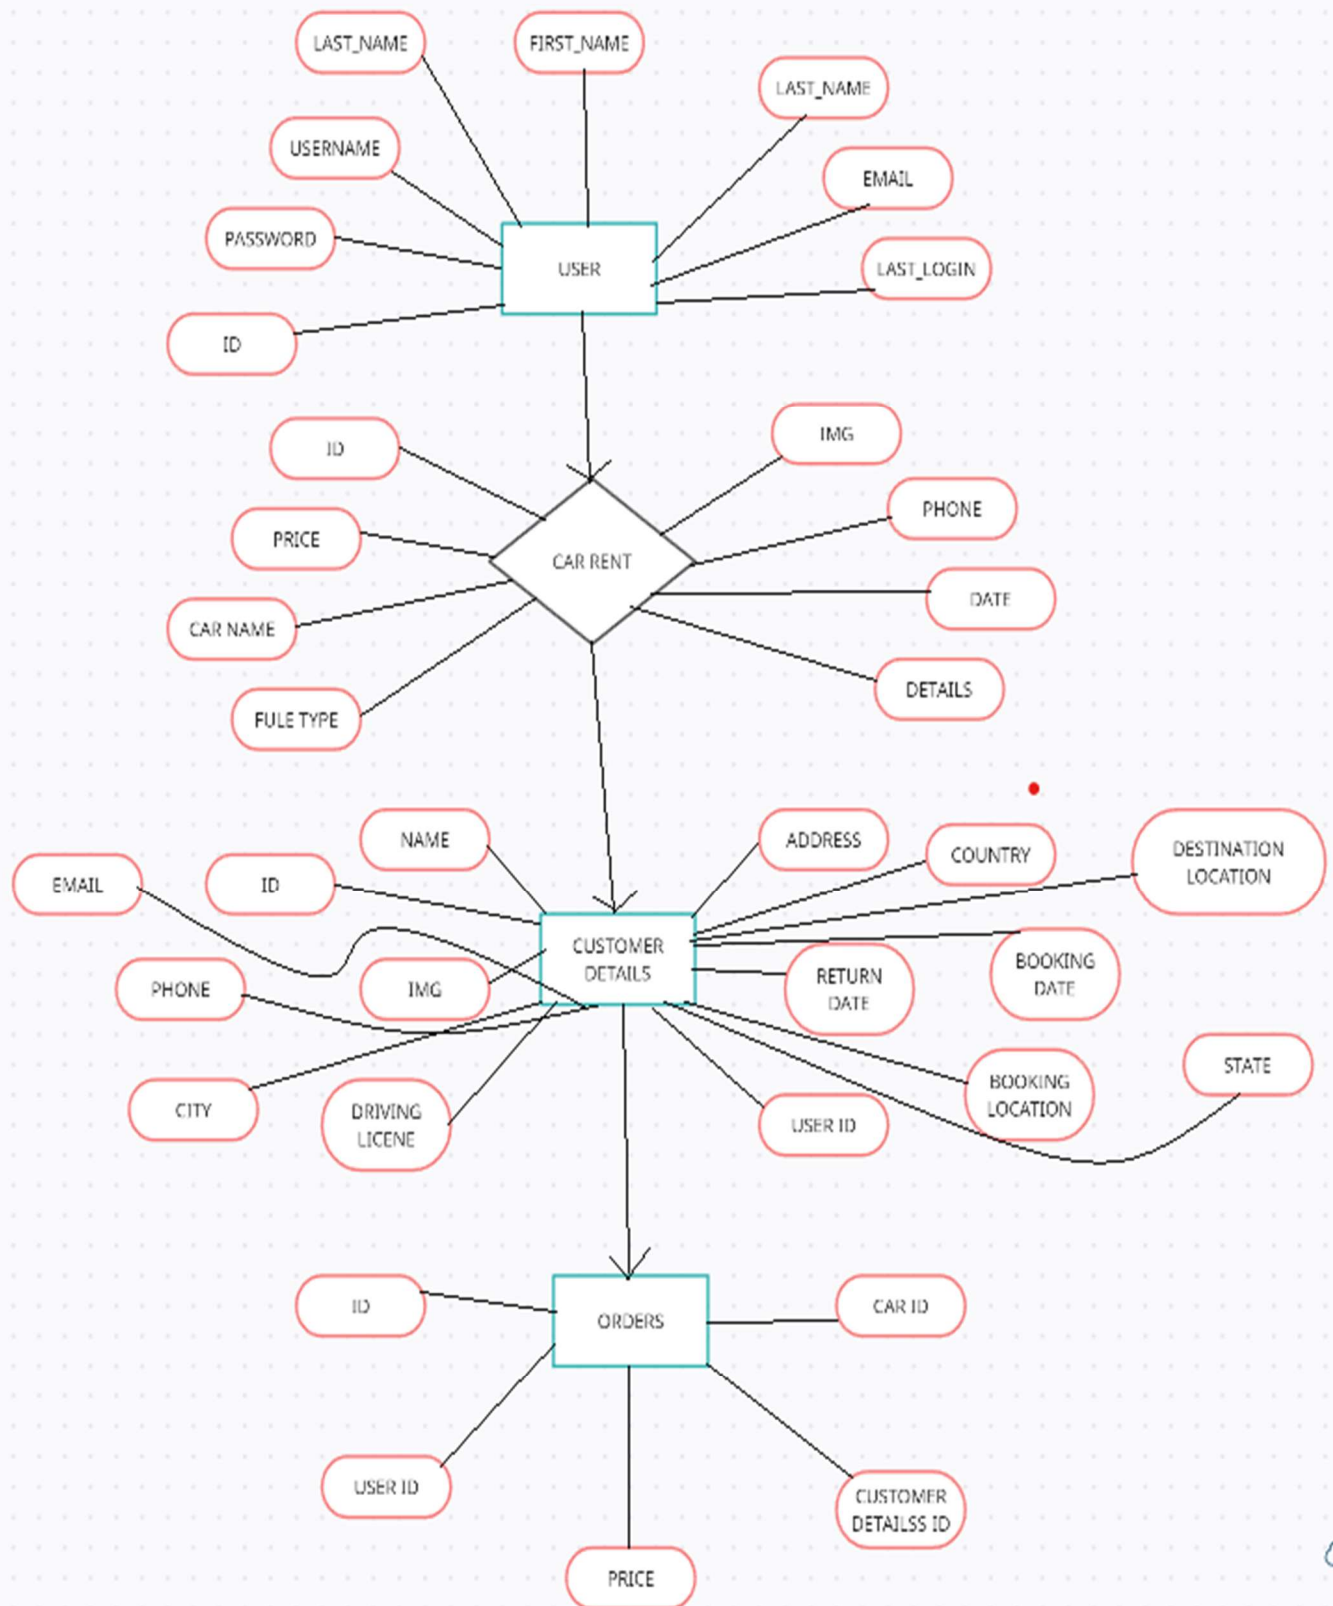 LAST_NAME
FIRST_NAME
LAST_NAME
USERNAME
EMAIL
PASSWORD
USER
LAST_LOGIN
ID
ID
IMG
PRICE
PHONE
CAR RENT
CAR NAME
DATE
FULE TYPE
DETAILS
NAME
ADDRESS
COUNTRY
DESTINATION
LOCATION
EMAIL
ID
CUSTOMER
DETAILS
PHONE
IMG
RETURN
DATE
BOOKING
DATE
CITY
DRIVING
LICENE
USER ID
BOOKING
LOCATION
STATE
ID
ORDERS
CAR ID
USER ID
CUSTOMER
DETAILSS ID
PRICE